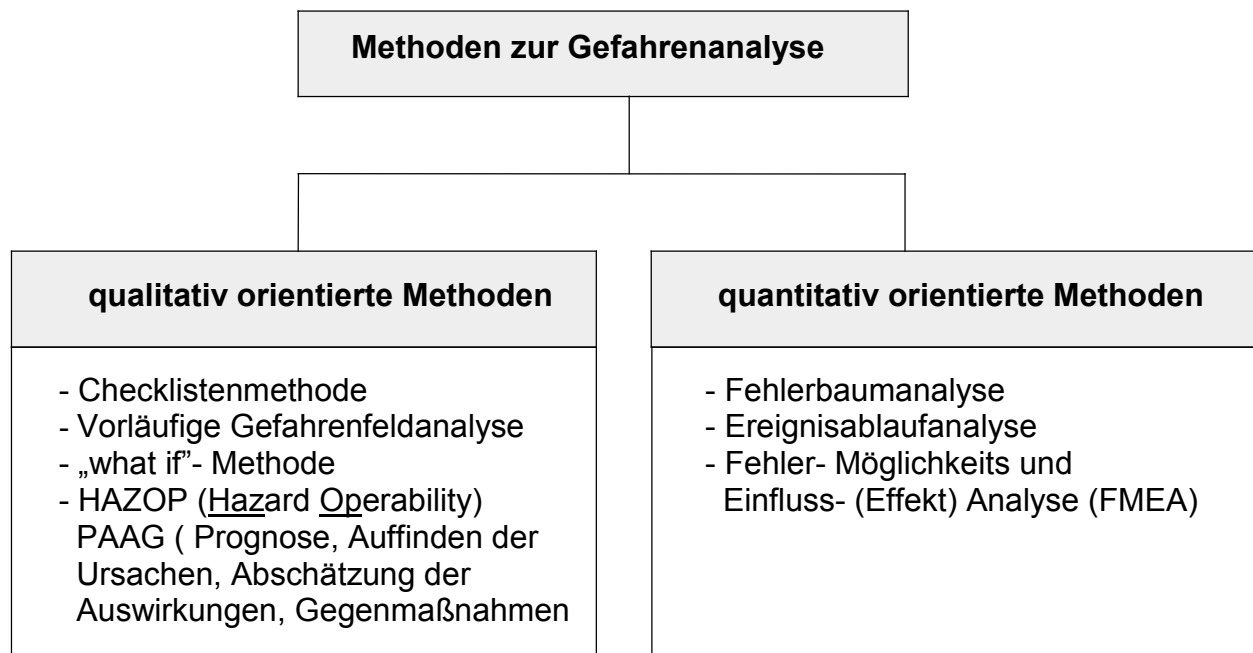 Methoden zur Gefahrenanalyse
qualitativ orientierte Methoden
- Checklistenmethode
- Vorläufige Gefahrenfeldanalyse
- „what if”- Methode
- HAZOP (Hazard Operability)
PAAG ( Prognose, Auffinden der
Ursachen, Abschätzung der
Auswirkungen, Gegenmaßnahmen
quantitativ orientierte Methoden
- Fehlerbaumanalyse
- Ereignisablaufanalyse
- Fehler- Möglichkeits und
Einfluss- (Effekt) Analyse (FMEA)